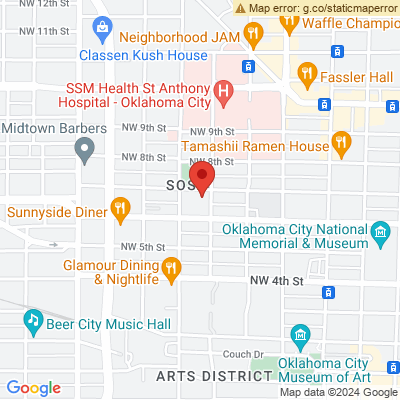 Map error: g.co/staticmaperror
NW 12th St
NW 11th St
Waffle Champion
Neighborhood JAM
Classen Kush House
Fassler Hall
SSM Health St Anthony
Hospital - Oklahoma City
H
NW 9th St
NW 9th St
Midtown Barbers
Tamashii Ramen House
NW 8th St
NW 8th St
SOS
Sunnyside Diner
Oklahoma City National
Memorial & Museum
NW 5th St
Glamour Dining
& Nightlife
NW 4th St
Beer City Music Hall
Couch Dr
Oklahoma City
Museum of Art
ARTS DISTRICT
Google
Map data ©2024 Google